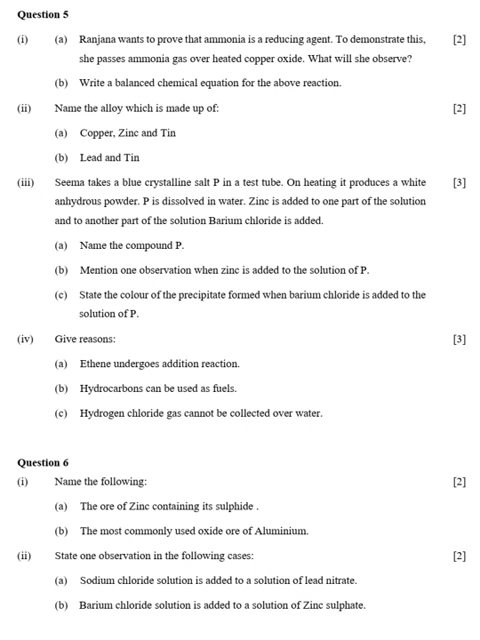 Question 5
(i) (a) Ranjana wants to prove that ammonia is a reducing agent. To demonstrate this, [2]
she passes ammonia gas over heated copper oxide. What will she observe?
(b) Write a balanced chemical equation for the above reaction.
(ii) Name the alloy which is made up of: [2]
(a) Copper, Zinc and Tin
(b) Lead and Tin
(iii) Seema takes a blue crystalline salt P in a test tube. On heating it produces a white [3]
anhydrous powder. P is dissolved in water. Zinc is added to one part of the solution
and to another part of the solution Barium chloride is added.
(a) Name the compound P.
(b) Mention one observation when zinc is added to the solution of P.
(c) State the colour of the precipitate formed when barium chloride is added to the
solution of P.
(iv) Give reasons: [3]
(a) Ethene undergoes addition reaction.
(b) Hydrocarbons can be used as fuels.
(c) Hydrogen chloride gas cannot be collected over water.
Question 6
(i) Name the following: [2]
(a) The ore of Zinc containing its sulphide .
(b) The most commonly used oxide ore of Aluminium.
(ii) State one observation in the following cases: [2]
(a) Sodium chloride solution is added to a solution of lead nitrate.
(b) Barium chloride solution is added to a solution of Zinc sulphate.